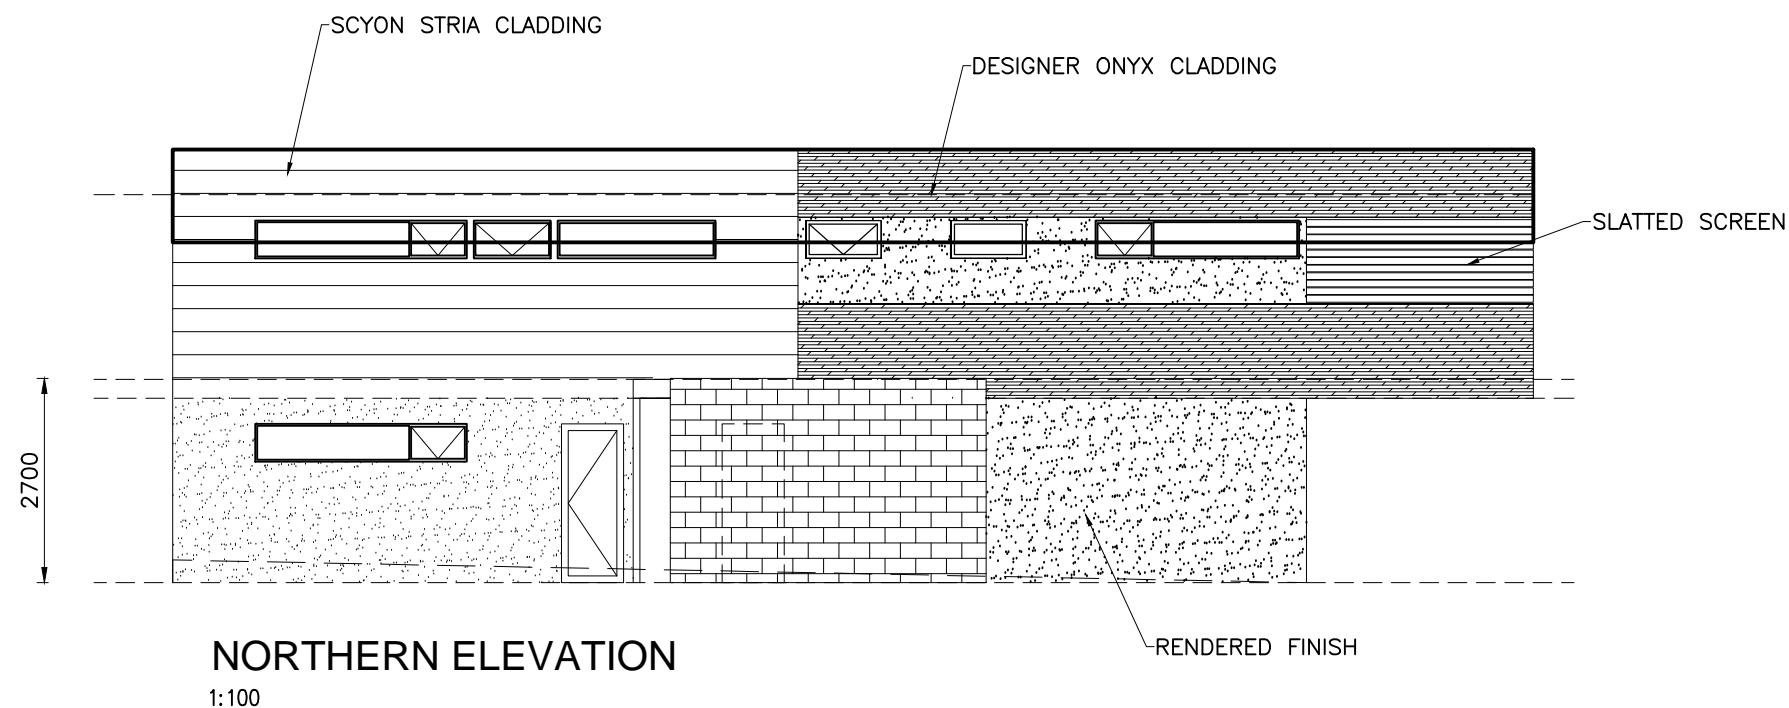 SCYON STRIA CLADDING
DESIGNER ONYX CLADDING
SLATTED SCREEN
2700
RENDERED FINISH
NORTHERN ELEVATION
1:100